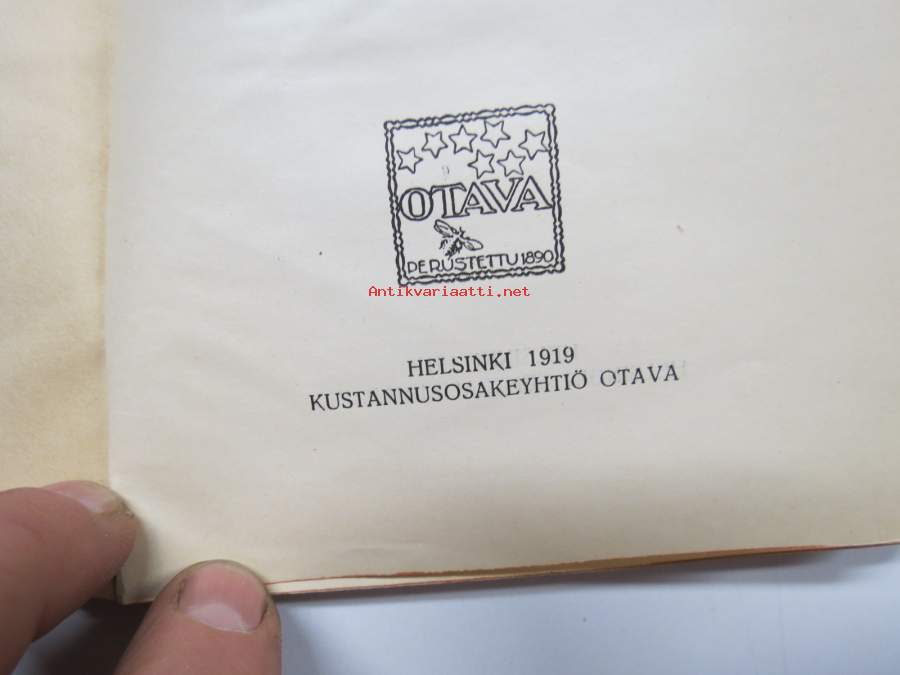 OTAVA
PERUSTETTU 1890
Antikvariaatti.net
HELSINKI 1919
KUSTANNUSOSAKEYHTIÖ OTAVA